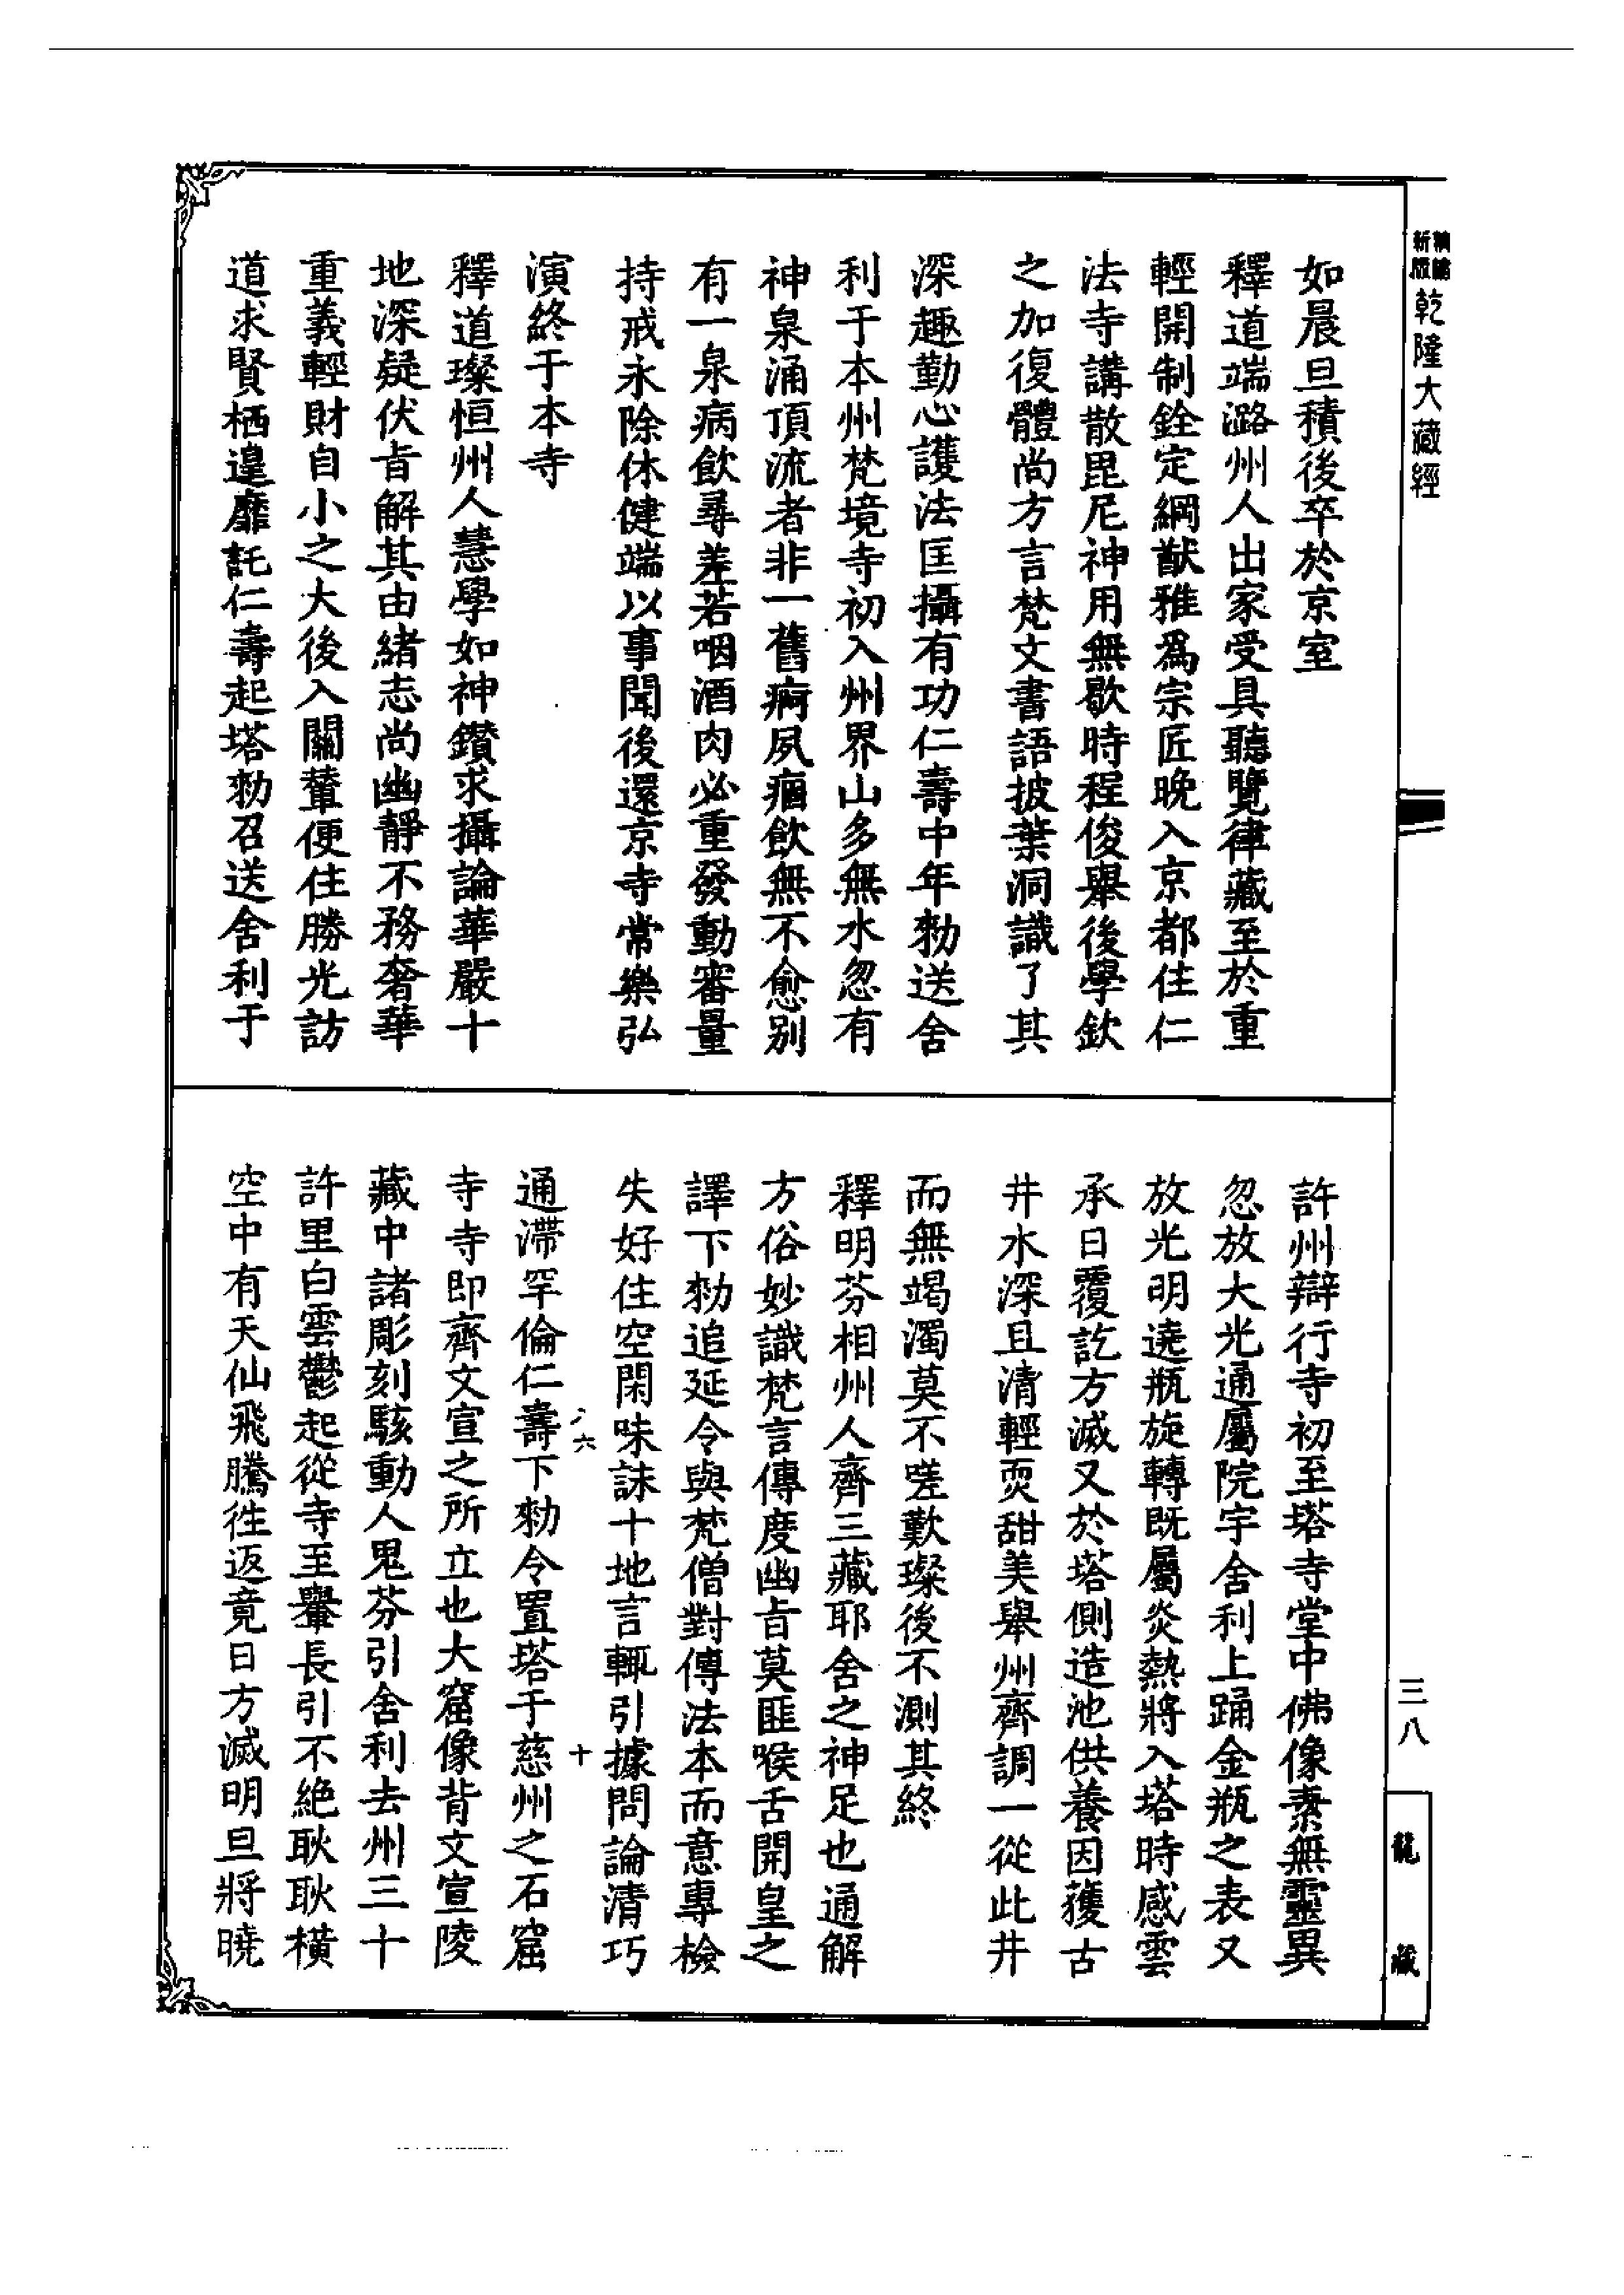 新版
精縮
乾隆大藏經
如晨旦積後卒於京室
釋道端潞州人出家受具聽覽律藏至於重
輕開制銓定綱猷雅為宗匠晚入京都住仁
法寺講散毘尼神用無歇時程俊舉後學欽
之加復體尚方言梵文書語披葉洞識了其
深趣勤心護法匡攝有功仁壽中年勑送舍
利于本州梵境寺初入州界山多無水忽有
神泉涌頂流者非一舊痾夙痼飲無不愈别
有一泉病飲尋差若咽酒肉必重發動審量
持戒永除休健端以事聞後還京寺常樂弘
演終于本寺
釋道璨恒州人慧學如神鑽求攝論華嚴十
地深疑伏旨解其由緒志尚幽靜不務奢華
重義輕財自小之大後入關輦便住勝光訪
道求賢栖遑靡託仁壽起塔勑召送舍利于
許州辯行寺初至塔寺堂中佛像素無靈異
忽放大光通屬院宇舍利上踊金瓶之表又
放光明遶瓶旋轉既屬炎熱將入塔時感雲
承日覆訖方滅又於塔側造池供養因獲古
井水深且清輕耎甜美舉州齊調一從此井
而無竭濁莫不嗟歎璨後不測其終
釋明芬相州人齊三藏耶舍之神足也通解
方俗妙識梵言傳度幽旨莫匪喉舌開皇之
譯下勑追延令與梵僧對傳法本而意專檢
失好住空閑味誄十地言輒引據問論清巧
八六
十
通滯罕倫仁壽下勑令置塔于慈州之石窟
寺寺即齊文宣之所立也大窟像背文宣陵
藏中諸彫刻駭動人鬼芬引舍利去州三十
許里白雲鬱起從寺至轝長引不絶耿耿橫
空中有天仙飛騰徃返竟日方滅明旦將曉
三八
龍藏